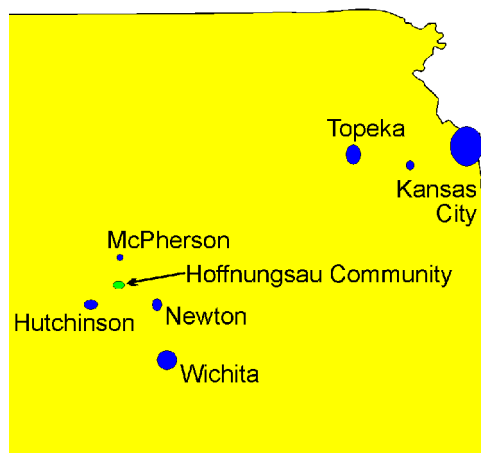 Topeka
Kansas
City
McPherson
Hoffnungsau Community
Hutchinson
Newton
Wichita